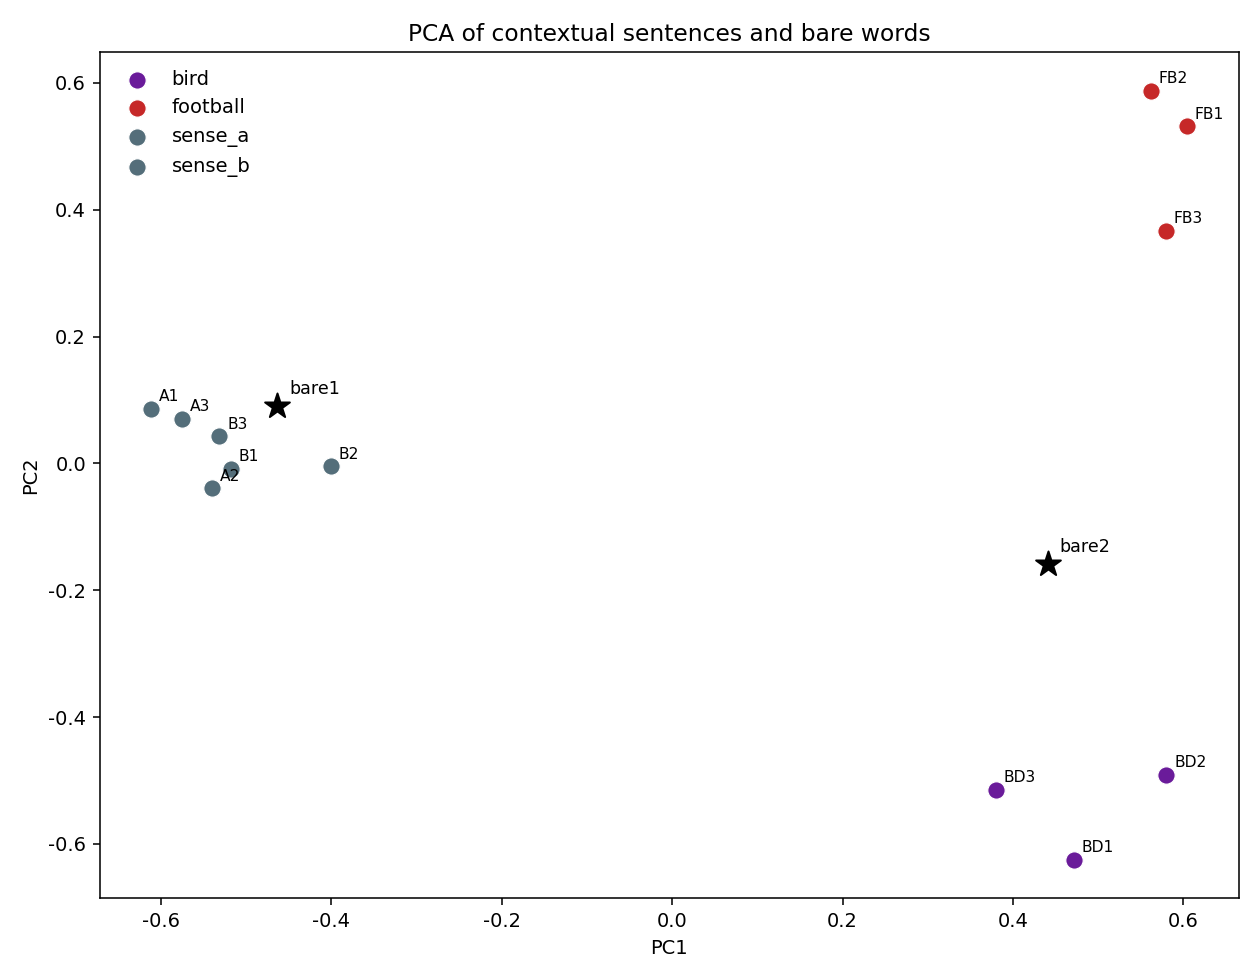 PCA of contextual sentences and bare words
bird
football
sense_a
sense_b
FB2
FB1
FB3
A1
A3
bare1
B3
B1
B2
A2
bare2
BD3
BD2
BD1
0.6
0.4
0.2
0.0
-0.2
-0.4
-0.6
PC2
-0.6
-0.4
-0.2
0.0
0.2
0.4
0.6
PC1